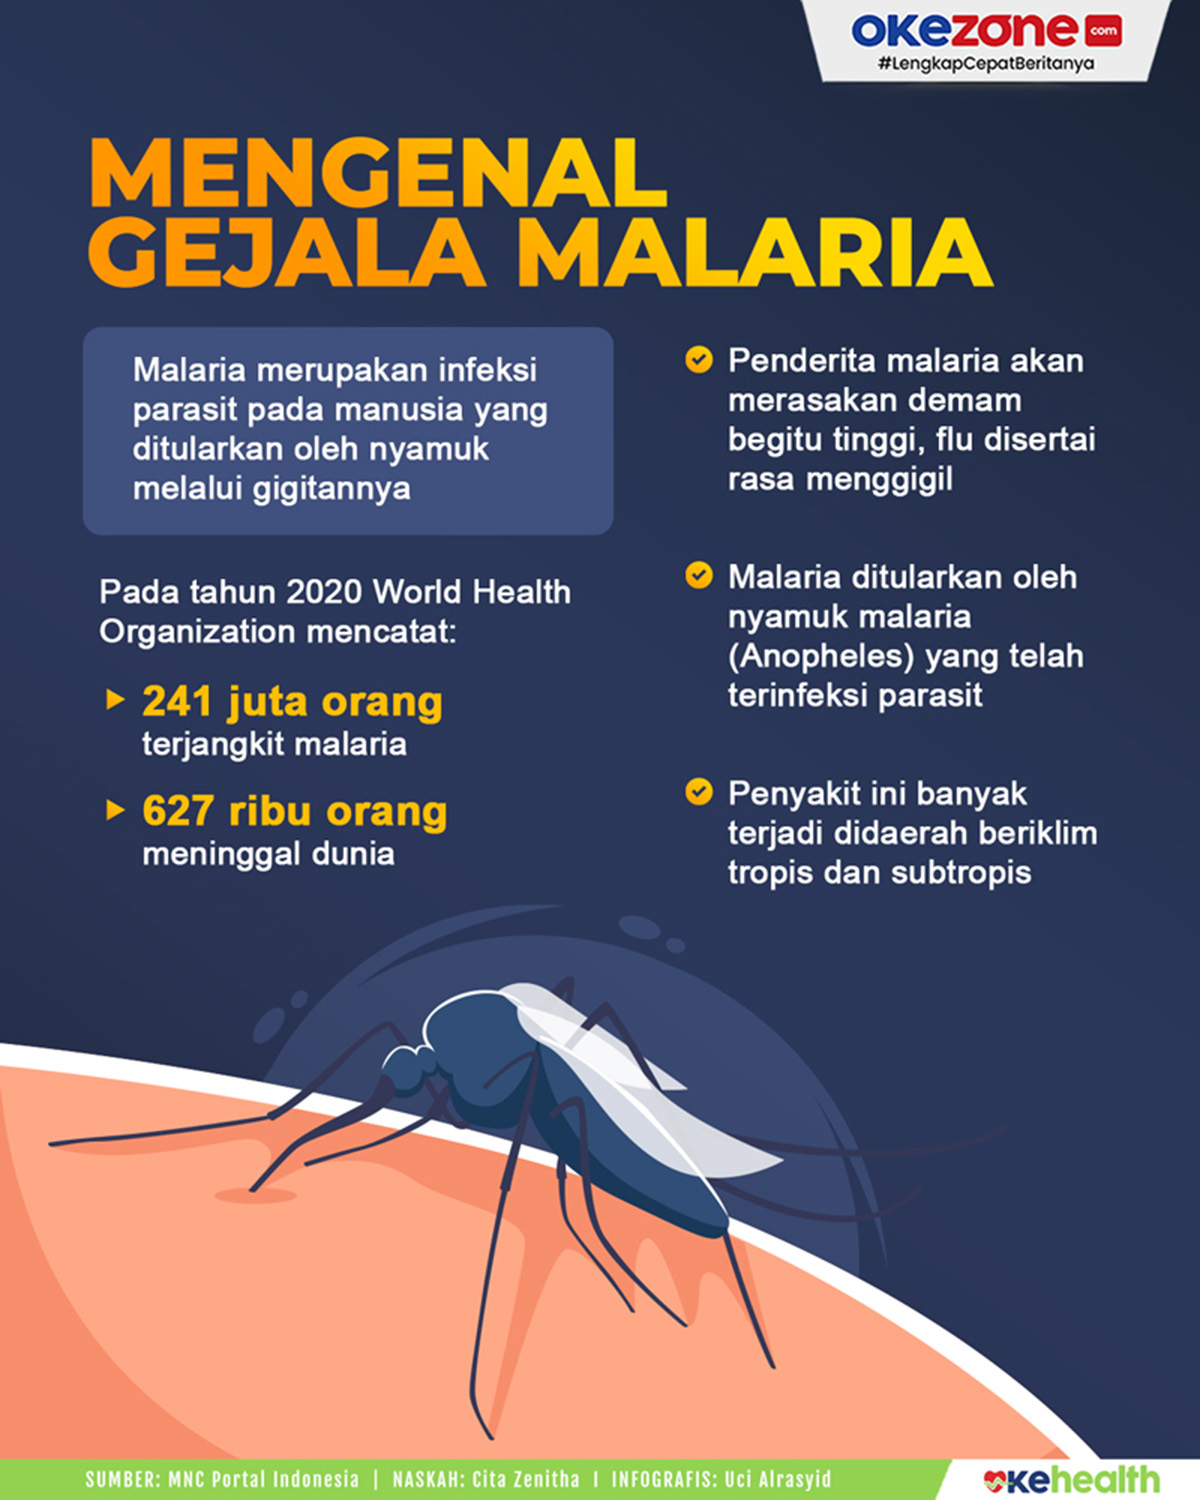 okezone.com
#LengkapCepatBeritanya
MENGENAL
GEJALA MALARIA
Malaria merupakan infeksi
parasit pada manusia yang
ditularkan oleh nyamuk
melalui gigitannya
Pada tahun 2020 World Health
Organization mencatat:
241 juta orang
terjangkit malaria
627 ribu orang
meninggal dunia
Penderita malaria akan
merasakan demam
begitu tinggi, flu disertai
rasa menggigil
Malaria ditularkan oleh
nyamuk malaria
(Anopheles) yang telah
terinfeksi parasit
Penyakit ini banyak
terjadi didaerah beriklim
tropis dan subtropis
SUMBER: MNC Portal Indonesia | NASKAH: Cita Zenitha I INFOGRAFIS: Uci Alrasyid
okehealth